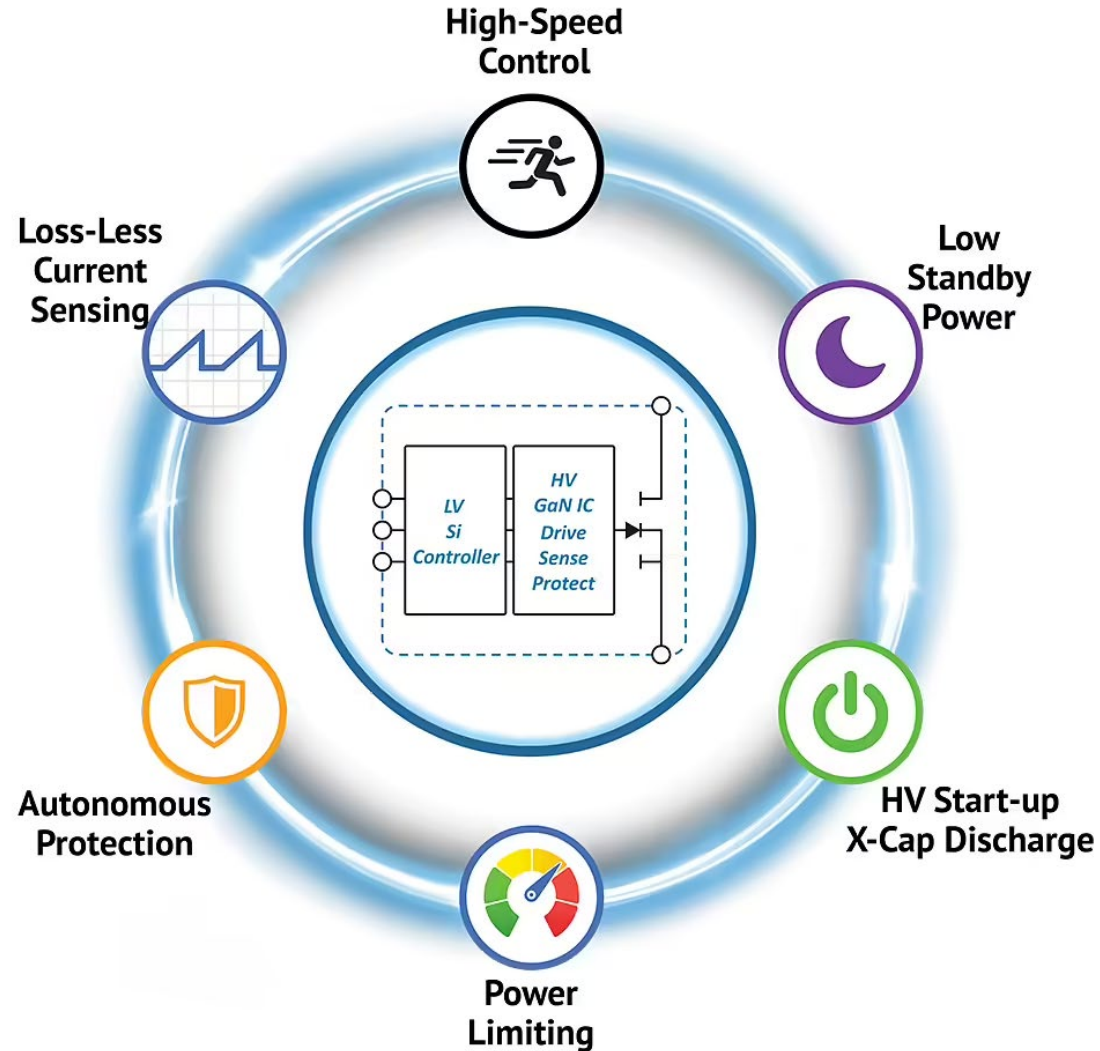 High-Speed
Control
Loss-Less
Current
Sensing
Low
Standby
Power
LV
Si
Controller
HV
GaN IC
Drive
Sense
Protect
Autonomous
Protection
HV Start-up
X-Cap Discharge
Power
Limiting